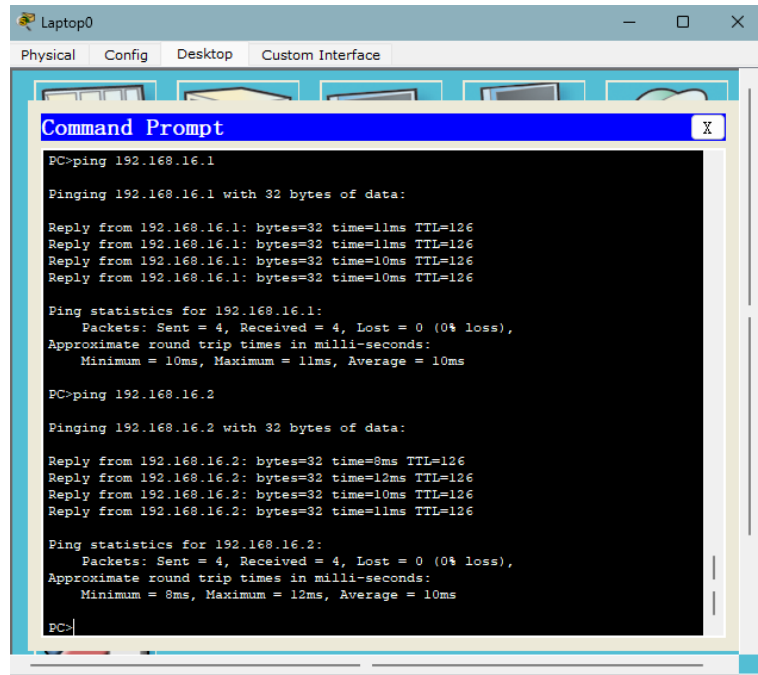 Laptop0
Physical Config Desktop Custom Interface
Command Prompt X
PC>ping 192.168.16.1
Pinging 192.168.16.1 with 32 bytes of data:
Reply from 192.168.16.1: bytes=32 time=11ms TTL=126
Reply from 192.168.16.1: bytes=32 time=11ms TTL=126
Reply from 192.168.16.1: bytes=32 time=10ms TTL=126
Reply from 192.168.16.1: bytes=32 time=10ms TTL=126
Ping statistics for 192.168.16.1:
Packets: Sent = 4, Received = 4, Lost = 0 (0% loss),
Approximate round trip times in milli-seconds:
Minimum = 10ms, Maximum = 11ms, Average = 10ms
PC>ping 192.168.16.2
Pinging 192.168.16.2 with 32 bytes of data:
Reply from 192.168.16.2: bytes=32 time=8ms TTL=126
Reply from 192.168.16.2: bytes=32 time=12ms TTL=126
Reply from 192.168.16.2: bytes=32 time=10ms TTL=126
Reply from 192.168.16.2: bytes=32 time=11ms TTL=126
Ping statistics for 192.168.16.2:
Packets: Sent = 4, Received = 4, Lost = 0 (0% loss),
Approximate round trip times in milli-seconds:
Minimum = 8ms, Maximum = 12ms, Average = 10ms
PC>